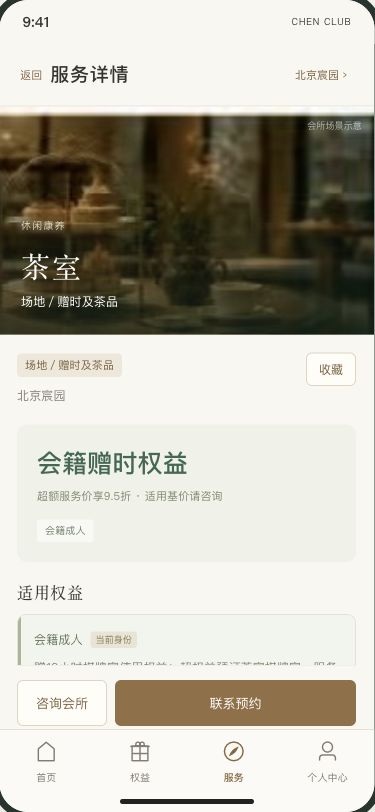 9:41
CHEN CLUB
返回 服务详情
北京宸园 ›
会所场景示意
休闲康养
茶室
场地 / 赠时及茶品
场地 / 赠时及茶品
收藏
北京宸园
会籍赠时权益
超额服务价享9.5折 · 适用基价请咨询
会籍成人
适用权益
会籍成人 当前身份
咨询会所
联系预约
首页
权益
服务
个人中心